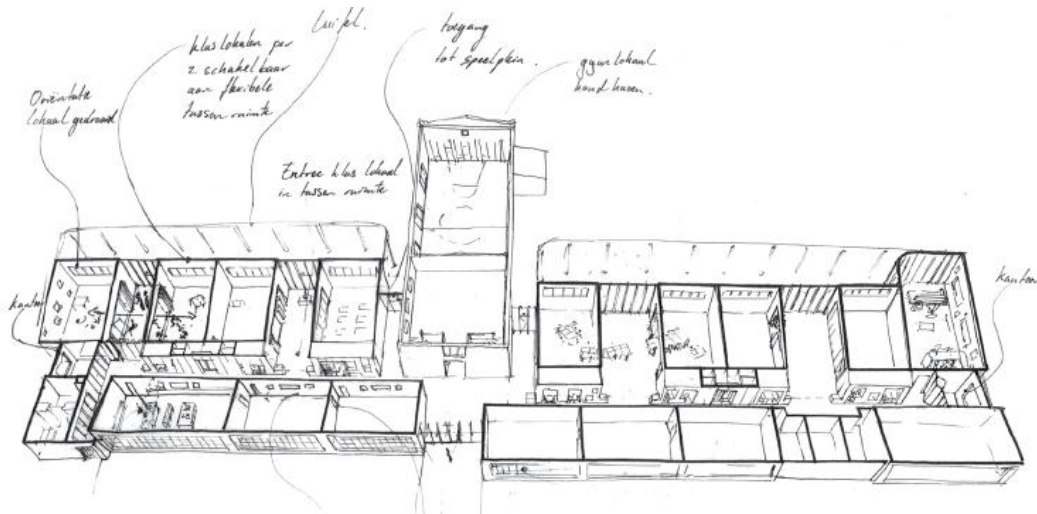 Luifel.
klas lokalen per
2 schakelbaar
aan flexibele
tussen ruimte
toegang
tot speelplein.
gymlokaal
handhaven.
Oriëntatie
lokaal gedraaid
Entree klas lokaal
in tussen ruimte
kantoor
kantoor